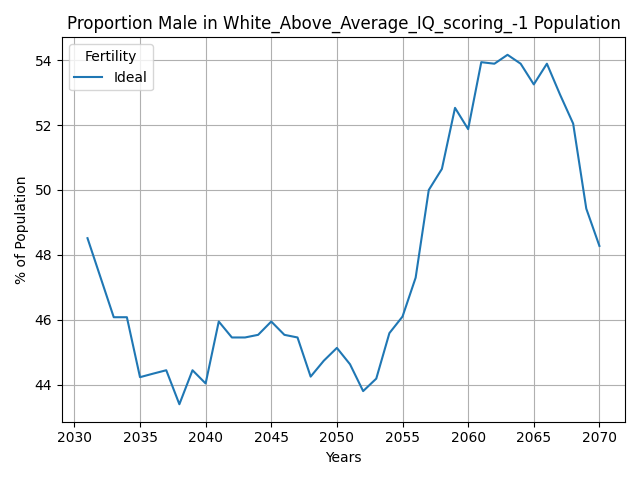 Proportion Male in White_Above_Average_IQ_scoring_-1 Population
Fertility
Ideal
% of Population
54
52
50
48
46
44
2030 2035 2040 2045 2050 2055 2060 2065 2070
Years